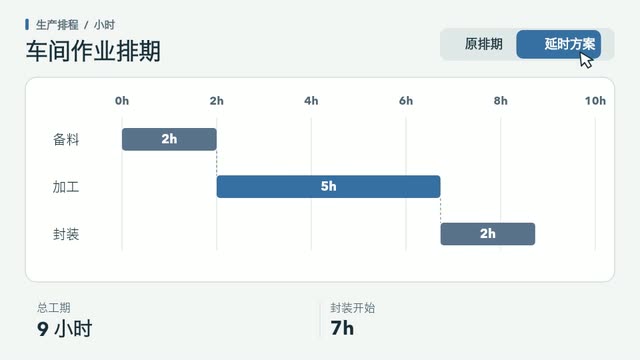 生产排程 / 小时
车间作业排期
原排期 延时方案
0h 2h 4h 6h 8h 10h
备料 2h
加工 5h
封装 2h
总工期 封装开始
9 小时 7h